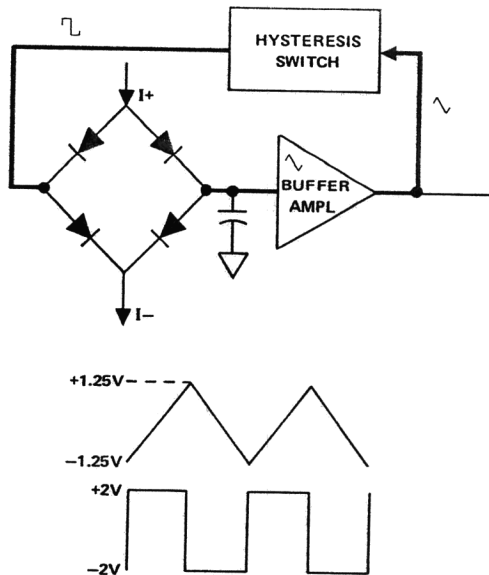 HYSTERESIS
SWITCH
I+
BUFFER
AMPL
I−
+1.25V
−1.25V
+2V
−2V